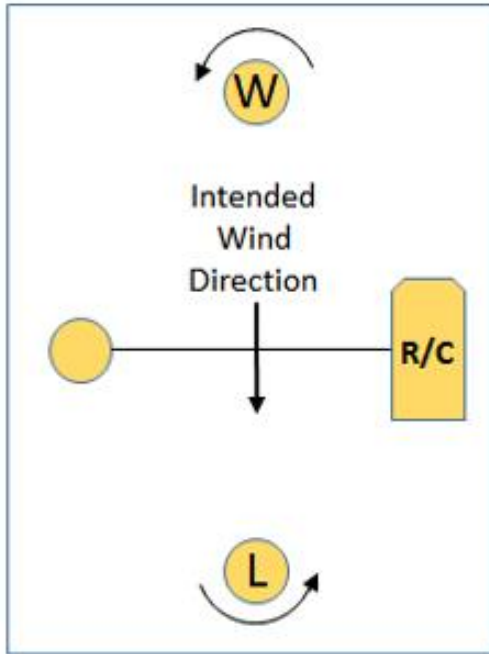 W
Intended
Wind
Direction
R/C
L